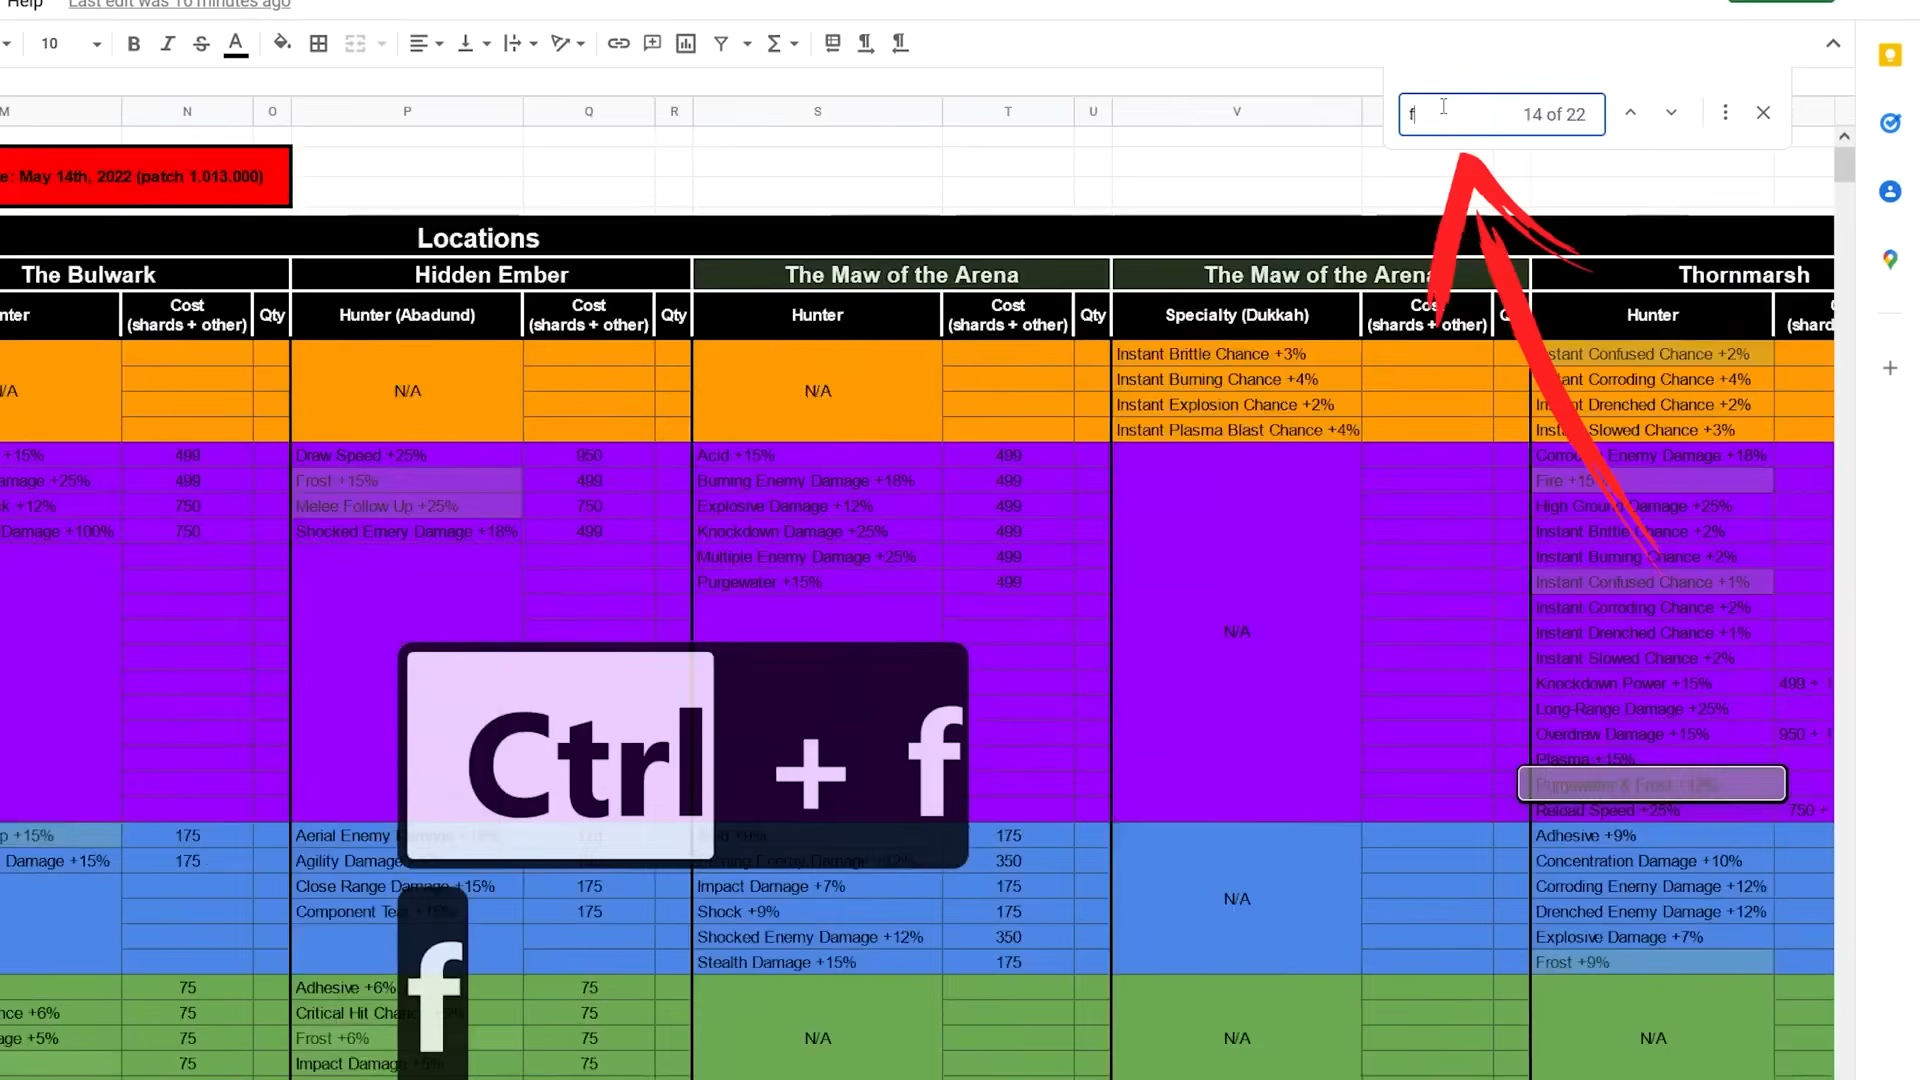 Help Last edit was 16 minutes ago
10 B I S A
f 14 of 22
M N O P Q R S T U V
e: May 14th, 2022 (patch 1.013.000)
Locations
The Bulwark Hidden Ember The Maw of the Arena The Maw of the Arena Thornmarsh
nter Cost (shards + other) Qty Hunter (Abadund) Cost (shards + other) Qty Hunter Cost (shards + other) Qty Specialty (Dukkah) Cost (shards + other) Hunter (shard
Instant Brittle Chance +3% stant Confused Chance +2%
Instant Burning Chance +4% ant Corroding Chance +4%
/A N/A N/A
Instant Explosion Chance +2% Instant Drenched Chance +2%
Instant Plasma Blast Chance +4% Instant Slowed Chance +3%
+15% 499 Draw Speed +25% 950 Acid +15% 499 Corroding Enemy Damage +18%
amage +25% 499 Frost +15% 499 Burning Enemy Damage +18% 499 Fire +15
k +12% 750 Melee Follow Up +25% 750 Explosive Damage +12% 499 High Ground Damage +25%
Damage +100% 750 Shocked Emery Damage +18% 499 Knockdown Damage +25% 499 Instant Brittle Chance +2%
Multiple Enemy Damage +25% 499 Instant Burning Chance +2%
Purgewater +15% 499 Instant Confused Chance +1%
Instant Corroding Chance +2%
N/A Instant Drenched Chance +1%
Instant Slowed Chance +2%
Knockdown Power +15% 499 +
Long-Range Damage +25%
Overdraw Damage +15% 950 +
Plasma +15%
Purgewater & Frost +12%
Reload Speed +25% 750 +
Ctrl + f
p +15% 175 Aerial Enemy 175 Adhesive +9%
Damage +15% 175 Agility Damage 350 Concentration Damage +10%
Close Range Damage +15% 175 Impact Damage +7% 175 Corroding Enemy Damage +12%
Component Tear 175 Shock +9% 175 N/A Drenched Enemy Damage +12%
Shocked Enemy Damage +12% 350 Explosive Damage +7%
Stealth Damage +15% 175 Frost +9%
f
75 Adhesive +6% 75
nce +6% 75 Critical Hit Chan 75
age +5% 75 Frost +6% 75 N/A N/A N/A
75 Impact Damag 75